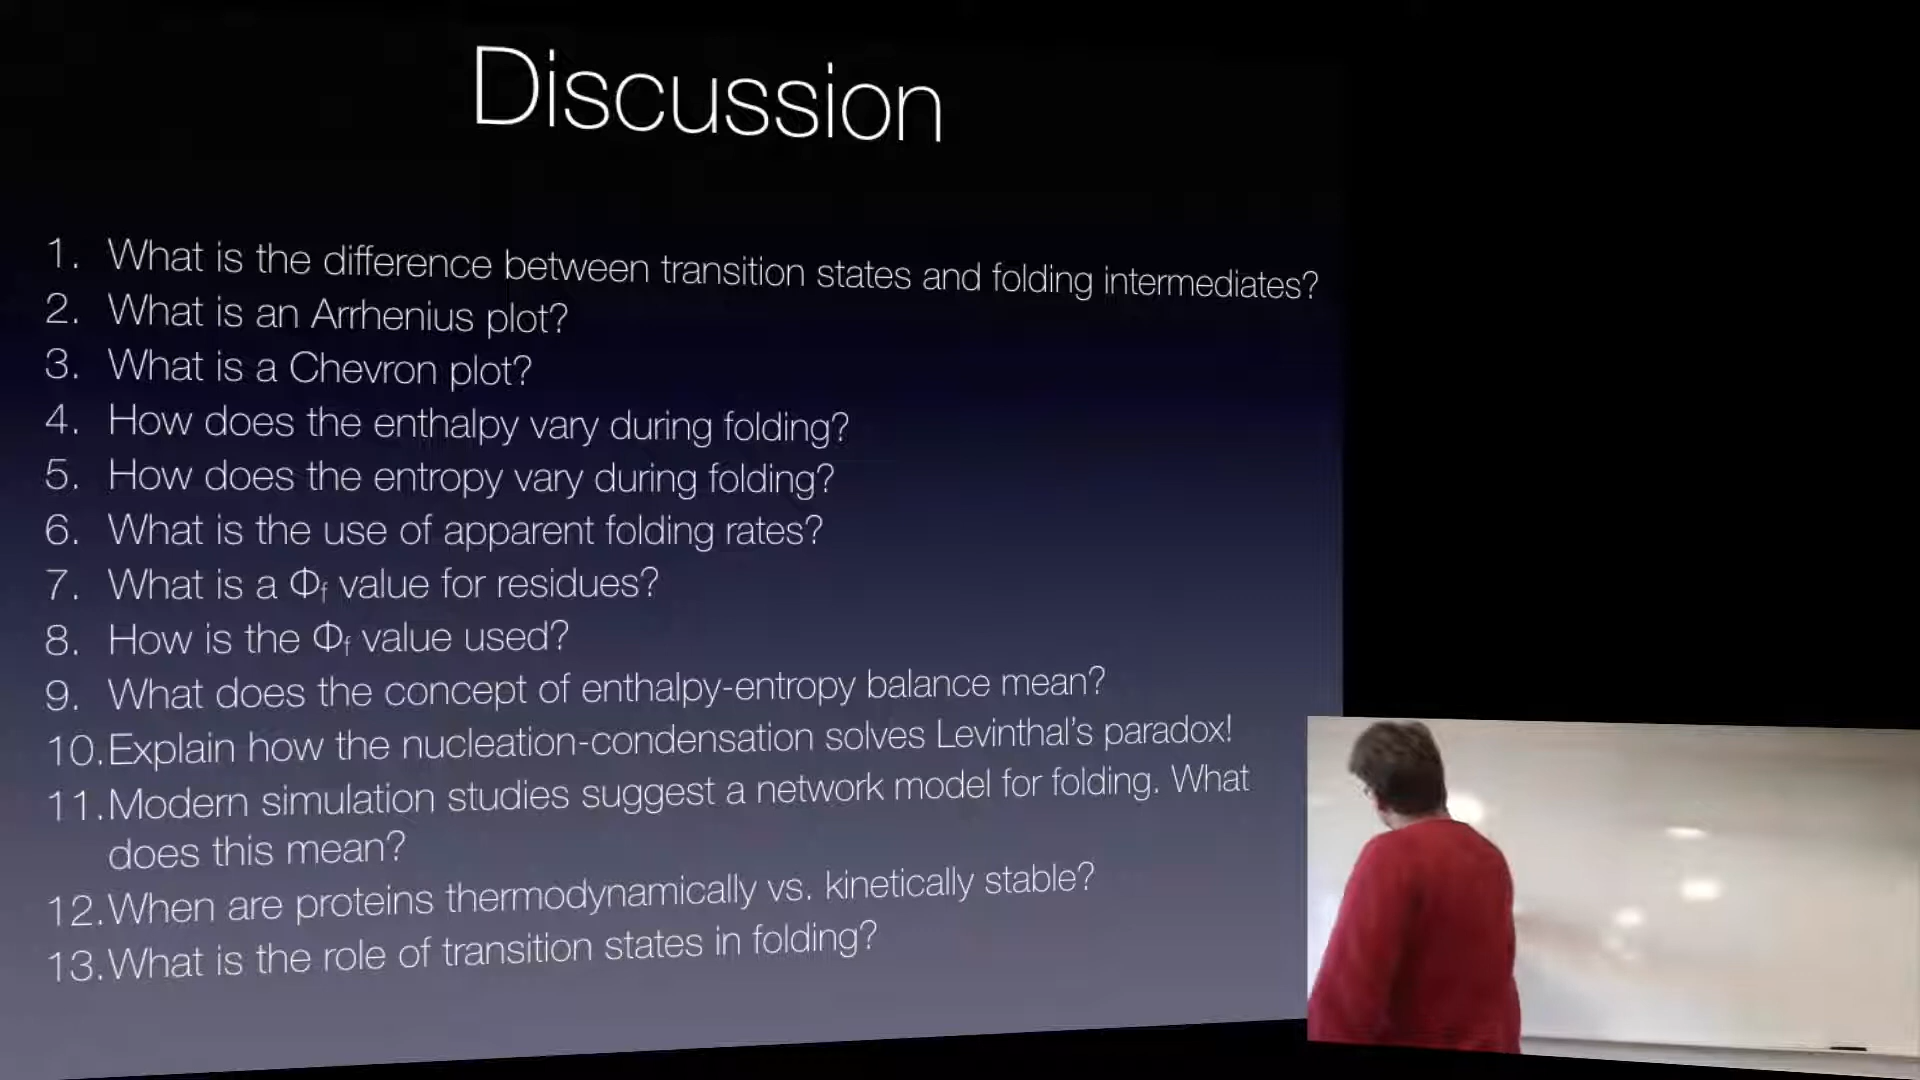 Discussion
1. What is the difference between transition states and folding intermediates?
2. What is an Arrhenius plot?
3. What is a Chevron plot?
4. How does the enthalpy vary during folding?
5. How does the entropy vary during folding?
6. What is the use of apparent folding rates?
7. What is a Φf value for residues?
8. How is the Φf value used?
9. What does the concept of enthalpy-entropy balance mean?
10. Explain how the nucleation-condensation solves Levinthal's paradox!
11. Modern simulation studies suggest a network model for folding. What
does this mean?
12. When are proteins thermodynamically vs. kinetically stable?
13. What is the role of transition states in folding?